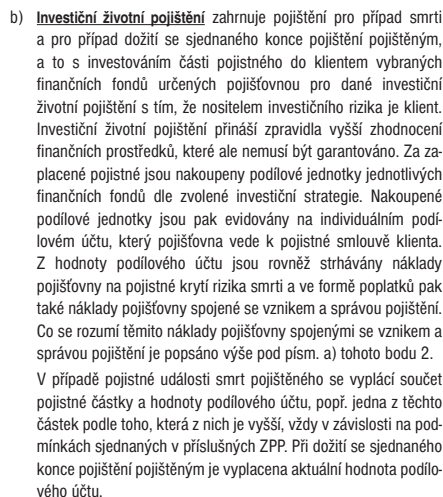 b) Investiční životní pojištění zahrnuje pojištění pro případ smrti
a pro případ dožití se sjednaného konce pojištění pojištěným,
a to s investováním části pojistného do klientem vybraných
finančních fondů určených pojišťovnou pro dané investiční
životní pojištění s tím, že nositelem investičního rizika je klient.
Investiční životní pojištění přináší zpravidla vyšší zhodnocení
finančních prostředků, které ale nemusí být garantováno. Za za-
placené pojistné jsou nakoupeny podílové jednotky jednotlivých
finančních fondů dle zvolené investiční strategie. Nakoupené
podílové jednotky jsou pak evidovány na individuálním podí-
lovém účtu, který pojišťovna vede k pojistné smlouvě klienta.
Z hodnoty podílového účtu jsou rovněž strhávány náklady
pojišťovny na pojistné krytí rizika smrti a ve formě poplatků pak
také náklady pojišťovny spojené se vznikem a správou pojištění.
Co se rozumí těmito náklady pojišťovny spojenými se vznikem a
správou pojištění je popsáno výše pod písm. a) tohoto bodu 2.
V případě pojistné události smrt pojištěného se vyplácí součet
pojistné částky a hodnoty podílového účtu, popř. jedna z těchto
částek podle toho, která z nich je vyšší, vždy v závislosti na pod-
mínkách sjednaných v příslušných ZPP. Při dožití se sjednaného
konce pojištění pojištěným je vyplacena aktuální hodnota podílo-
vého účtu.